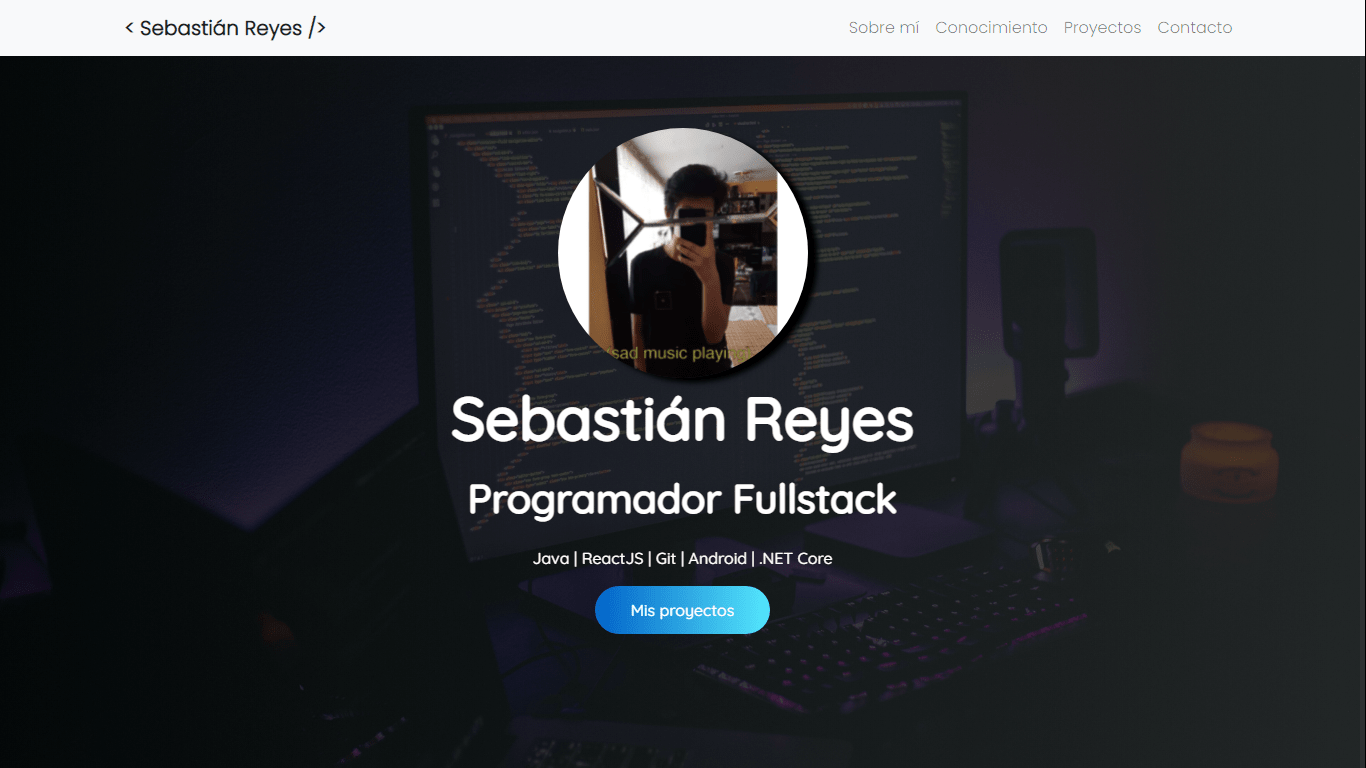 < Sebastián Reyes />
Sobre mí Conocimiento Proyectos Contacto
sad music playing
Sebastián Reyes
Programador Fullstack
Java | ReactJS | Git | Android | .NET Core
Mis proyectos